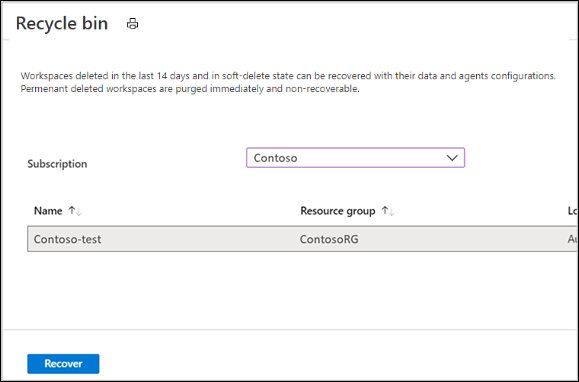 Recycle bin
Workspaces deleted in the last 14 days and in soft-delete state can be recovered with their data and agents configurations.
Permenant deleted workspaces are purged immediately and non-recoverable.
Subscription Contoso
Name Resource group Lo
Contoso-test ContosoRG Au
Recover